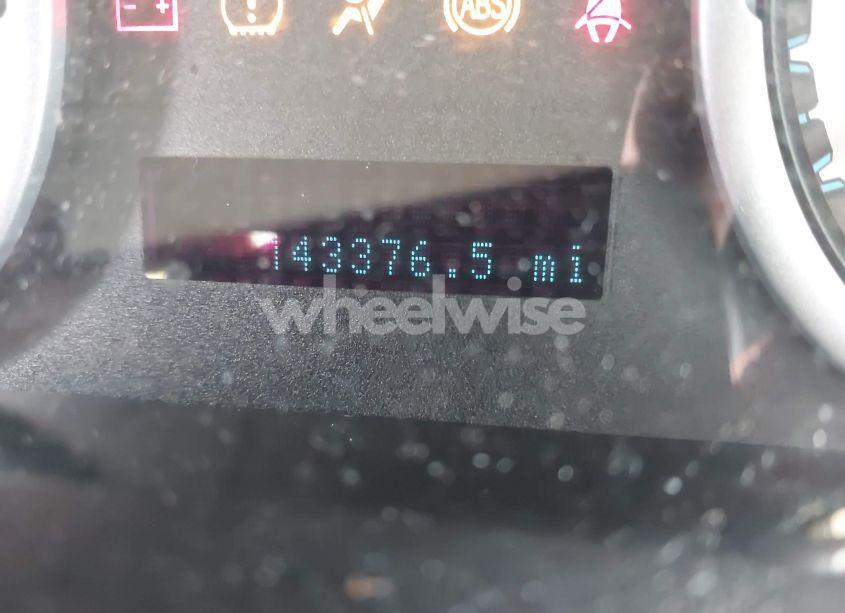 - +
ABS
143376.5 mi
wheelwise